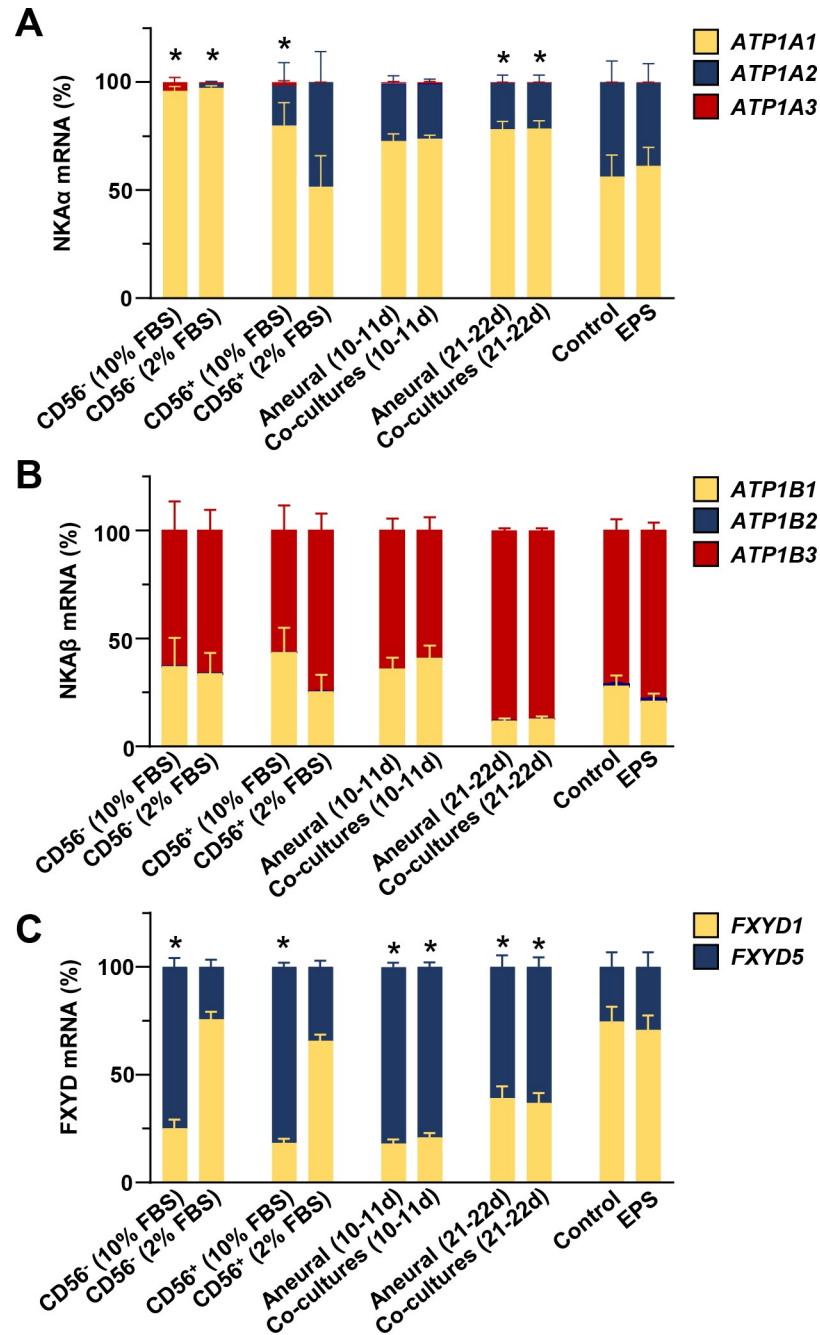 A
NKAα mRNA (%)
100
50
0
* * * * *
ATP1A1
ATP1A2
ATP1A3
CD56- (10% FBS)
CD56- (2% FBS)
CD56+ (10% FBS)
CD56+ (2% FBS)
Aneural (10-11d)
Co-cultures (10-11d)
Aneural (21-22d)
Co-cultures (21-22d)
Control
EPS
B
NKAβ mRNA (%)
100
50
0
ATP1B1
ATP1B2
ATP1B3
CD56- (10% FBS)
CD56- (2% FBS)
CD56+ (10% FBS)
CD56+ (2% FBS)
Aneural (10-11d)
Co-cultures (10-11d)
Aneural (21-22d)
Co-cultures (21-22d)
Control
EPS
C
FXYD mRNA (%)
100
50
0
* * * * * *
FXYD1
FXYD5
CD56- (10% FBS)
CD56- (2% FBS)
CD56+ (10% FBS)
CD56+ (2% FBS)
Aneural (10-11d)
Co-cultures (10-11d)
Aneural (21-22d)
Co-cultures (21-22d)
Control
EPS